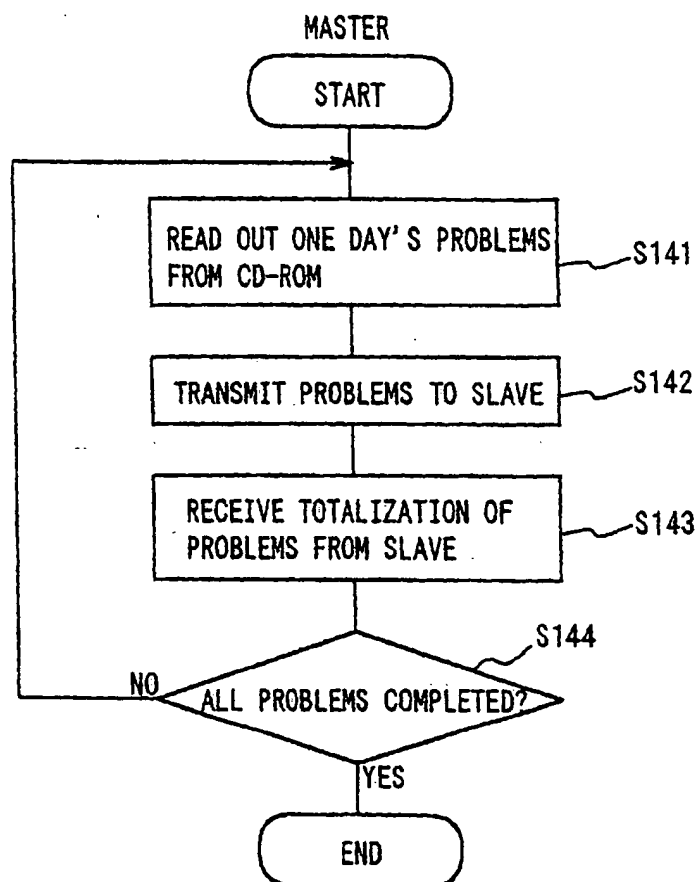 MASTER
START
READ OUT ONE DAY'S PROBLEMS
FROM CD-ROM
S141
TRANSMIT PROBLEMS TO SLAVE
S142
RECEIVE TOTALIZATION OF
PROBLEMS FROM SLAVE
S143
S144
NO
ALL PROBLEMS COMPLETED?
YES
END